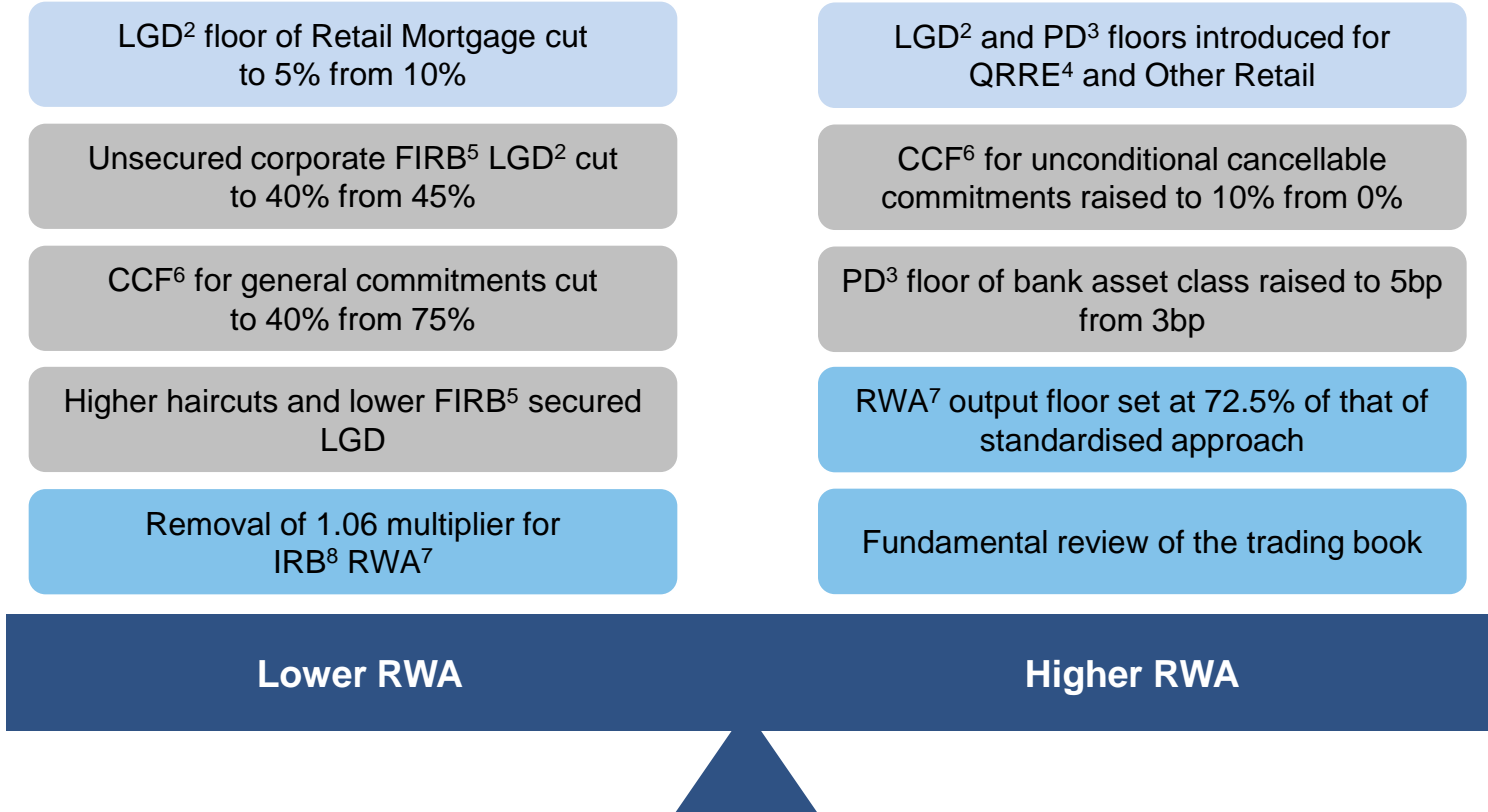 LGD² floor of Retail Mortgage cut
to 5% from 10%
Unsecured corporate FIRB⁵ LGD² cut
to 40% from 45%
CCF⁶ for general commitments cut
to 40% from 75%
Higher haircuts and lower FIRB⁵ secured
LGD
Removal of 1.06 multiplier for
IRB⁸ RWA⁷
LGD² and PD³ floors introduced for
QRRE⁴ and Other Retail
CCF⁶ for unconditional cancellable
commitments raised to 10% from 0%
PD³ floor of bank asset class raised to 5bp
from 3bp
RWA⁷ output floor set at 72.5% of that of
standardised approach
Fundamental review of the trading book
Lower RWA
Higher RWA